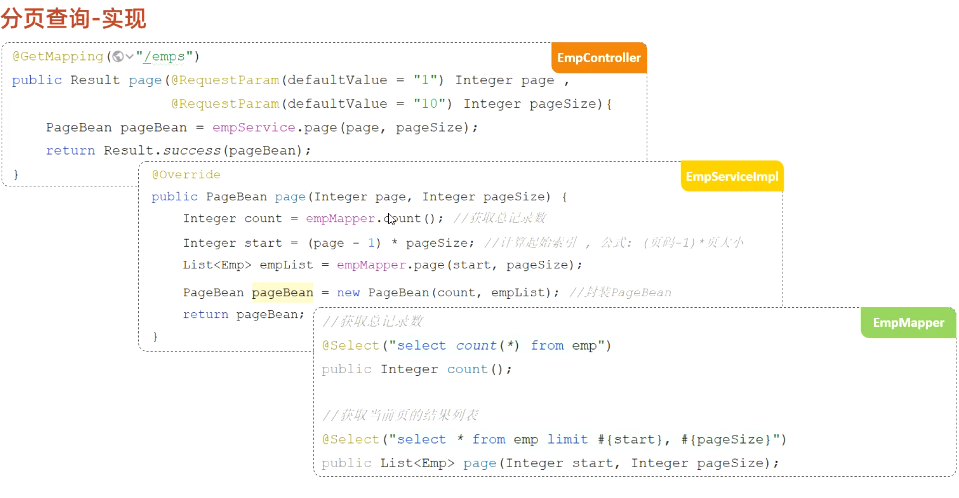 分页查询-实现
EmpController
@GetMapping("/emps")
public Result page(@RequestParam(defaultValue = "1") Integer page ,
@RequestParam(defaultValue = "10") Integer pageSize){
PageBean pageBean = empService.page(page, pageSize);
return Result.success(pageBean);
}
EmpServiceImpl
@Override
public PageBean page(Integer page, Integer pageSize) {
Integer count = empMapper.count(); //获取总记录数
Integer start = (page - 1) * pageSize; //计算起始索引 , 公式: (页码-1)*页大小
List<Emp> empList = empMapper.page(start, pageSize);
PageBean pageBean = new PageBean(count, empList); //封装PageBean
return pageBean;
}
EmpMapper
//获取总记录数
@Select("select count(*) from emp")
public Integer count();
//获取当前页的结果列表
@Select("select * from emp limit #{start}, #{pageSize}")
public List<Emp> page(Integer start, Integer pageSize);